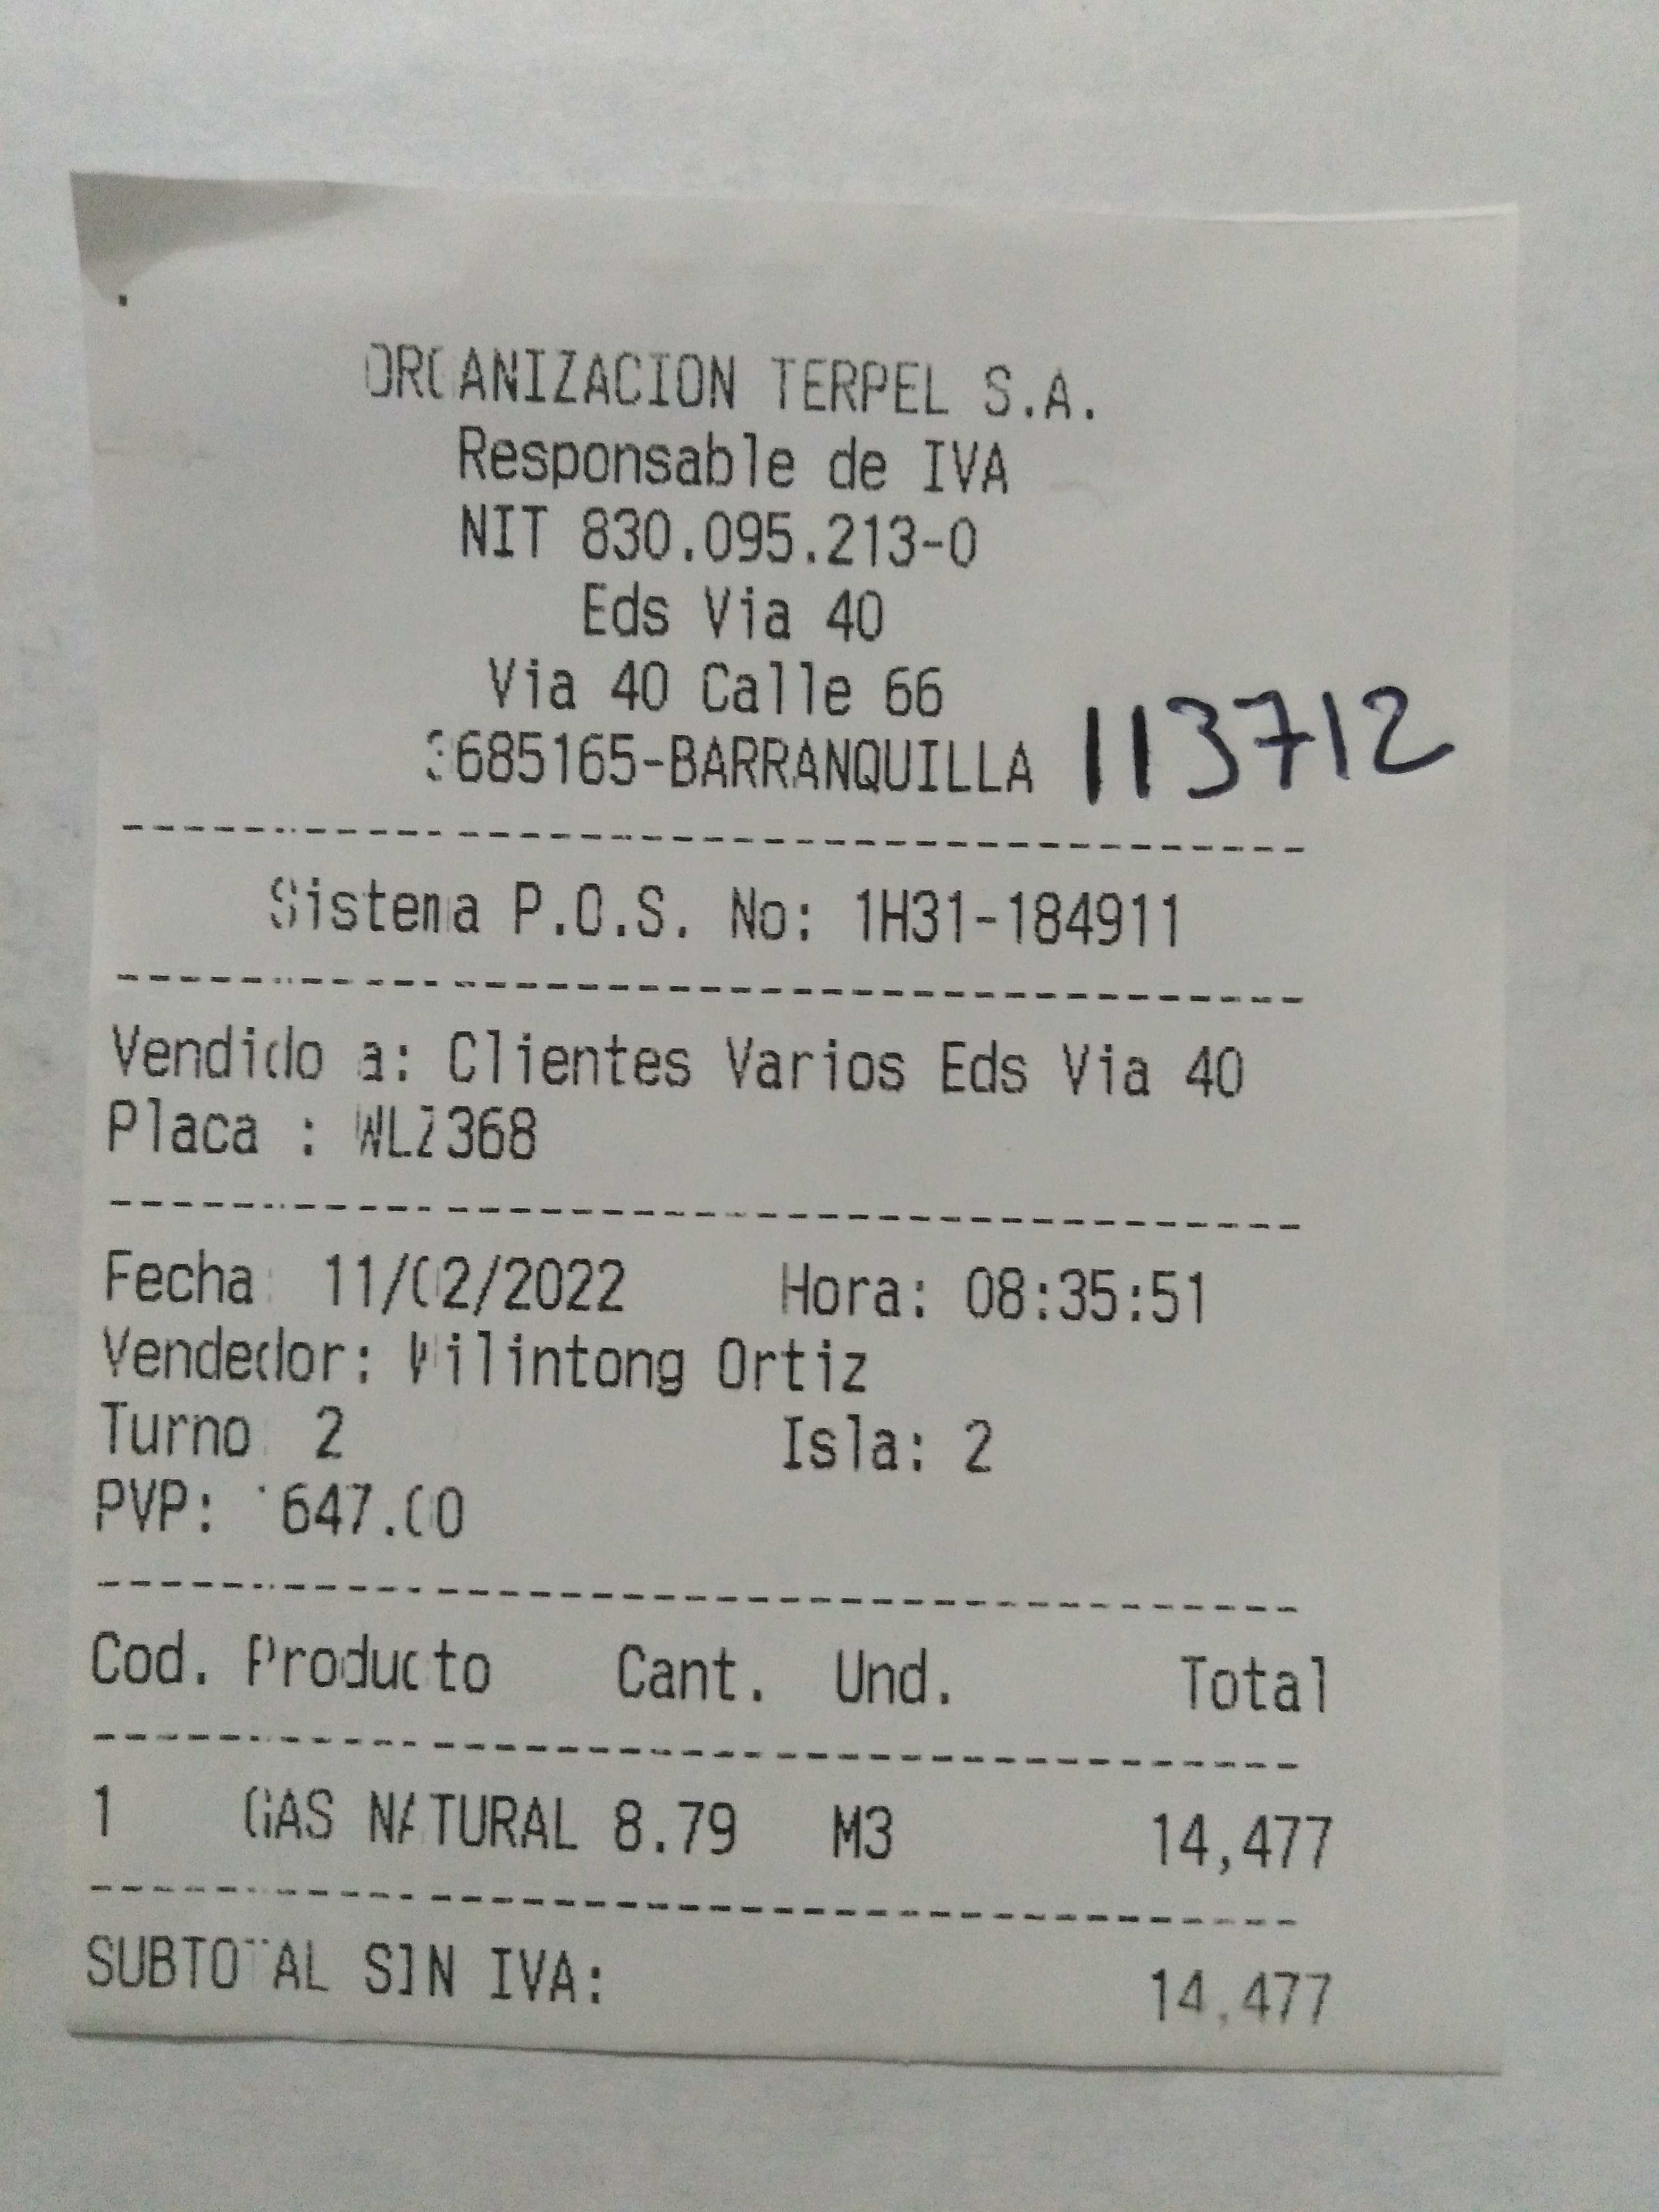 ORGANIZACION TERPEL S.A.
Responsable de IVA
NIT 830.095.213-0
Eds Via 40
Via 40 Calle 66
3685165-BARRANQUILLA 113712
Sistema P.O.S. No: 1H31-184911
Vendido a: Clientes Varios Eds Via 40
Placa : WLZ368
Fecha: 11/02/2022 Hora: 08:35:51
Vendedor: Wilintong Ortiz
Turno: 2 Isla: 2
PVP: 1647.00
Cod. Producto Cant. Und. Total
1 GAS NATURAL 8.79 M3 14,477
SUBTOTAL SIN IVA: 14,477